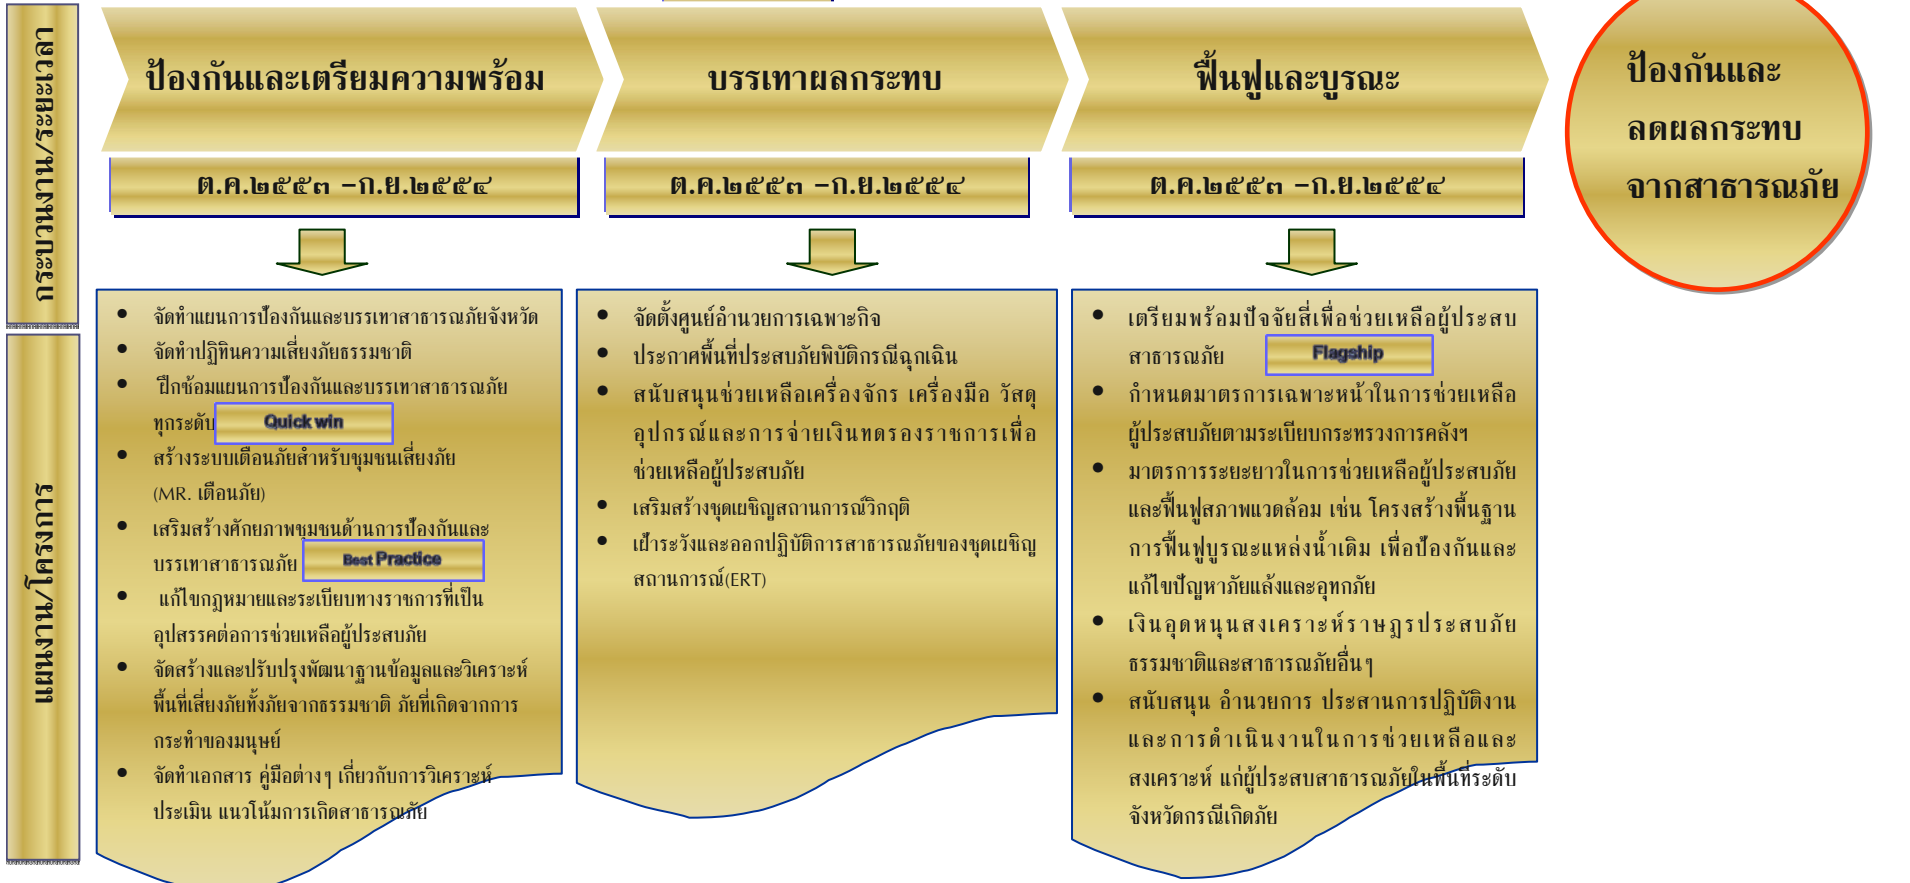 กระบวนงาน/ระยะเวลา
ป้องกันและเตรียมความพร้อม
บรรเทาผลกระทบ
ฟื้นฟูและบูรณะ
ป้องกันและ
ลดผลกระทบ
จากสาธารณภัย
ต.ค.๒๕๕๓ –ก.ย.๒๕๕๔
ต.ค.๒๕๕๓ –ก.ย.๒๕๕๔
ต.ค.๒๕๕๓ –ก.ย.๒๕๕๔
แผนงาน/โครงการ
• จัดทำแผนการป้องกันและบรรเทาสาธารณภัยจังหวัด
• จัดทำปฏิทินความเสี่ยงภัยธรรมชาติ
• ฝึกซ้อมแผนการป้องกันและบรรเทาสาธารณภัย
ทุกระดับ Quick win
• สร้างระบบเตือนภัยสำหรับชุมชนเสี่ยงภัย
(MR. เตือนภัย)
• เสริมสร้างศักยภาพชุมชนด้านการป้องกันและ
บรรเทาสาธารณภัย Best Practice
• แก้ไขกฎหมายและระเบียบทางราชการที่เป็น
อุปสรรคต่อการช่วยเหลือผู้ประสบภัย
• จัดสร้างและปรับปรุงพัฒนาฐานข้อมูลและวิเคราะห์
พื้นที่เสี่ยงภัยทั้งภัยจากธรรมชาติ ภัยที่เกิดจากการ
กระทำของมนุษย์
• จัดทำเอกสาร คู่มือต่างๆ เกี่ยวกับการวิเคราะห์
ประเมิน แนวโน้มการเกิดสาธารณภัย
• จัดตั้งศูนย์อำนวยการเฉพาะกิจ
• ประกาศพื้นที่ประสบภัยพิบัติกรณีฉุกเฉิน
• สนับสนุนช่วยเหลือเครื่องจักร เครื่องมือ วัสดุ
อุปกรณ์และการจ่ายเงินทดรองราชการเพื่อ
ช่วยเหลือผู้ประสบภัย
• เสริมสร้างชุดเผชิญสถานการณ์วิกฤติ
• เฝ้าระวังและออกปฏิบัติการสาธารณภัยของชุดเผชิญ
สถานการณ์(ERT)
• เตรียมพร้อมปัจจัยสี่เพื่อช่วยเหลือผู้ประสบ
สาธารณภัย Flagship
• กำหนดมาตรการเฉพาะหน้าในการช่วยเหลือ
ผู้ประสบภัยตามระเบียบกระทรวงการคลังฯ
• มาตรการระยะยาวในการช่วยเหลือผู้ประสบภัย
และฟื้นฟูสภาพแวดล้อม เช่น โครงสร้างพื้นฐาน
การฟื้นฟูบูรณะแหล่งน้ำเดิม เพื่อป้องกันและ
แก้ไขปัญหาภัยแล้งและอุทกภัย
• เงินอุดหนุนสงเคราะห์ราษฎรประสบภัย
ธรรมชาติและสาธารณภัยอื่นๆ
• สนับสนุน อำนวยการ ประสานการปฏิบัติงาน
และการดำเนินงานในการช่วยเหลือและ
สงเคราะห์ แก่ผู้ประสบสาธารณภัยในพื้นที่ระดับ
จังหวัดกรณีเกิดภัย